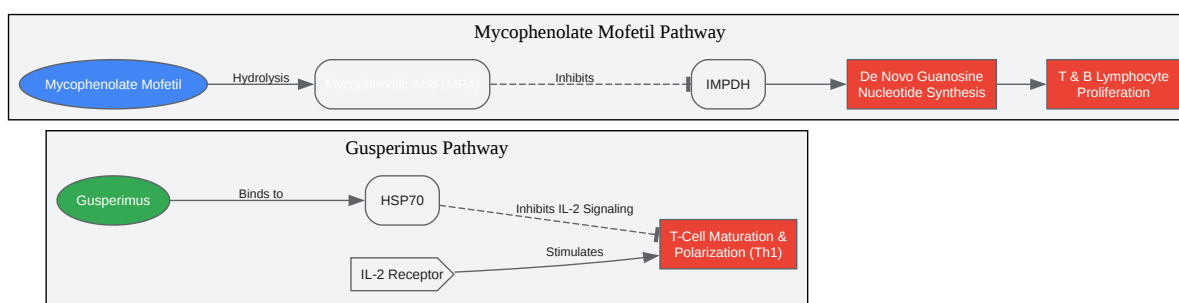 Mycophenolate Mofetil Pathway
Mycophenolate Mofetil
Hydrolysis
Mycophenolic Acid (MPA)
Inhibits
IMPDH
De Novo Guanosine
Nucleotide Synthesis
T & B Lymphocyte
Proliferation
Gusperimus Pathway
Gusperimus
Binds to
HSP70
Inhibits IL-2 Signaling
T-Cell Maturation &
Polarization (Th1)
Stimulates
IL-2 Receptor